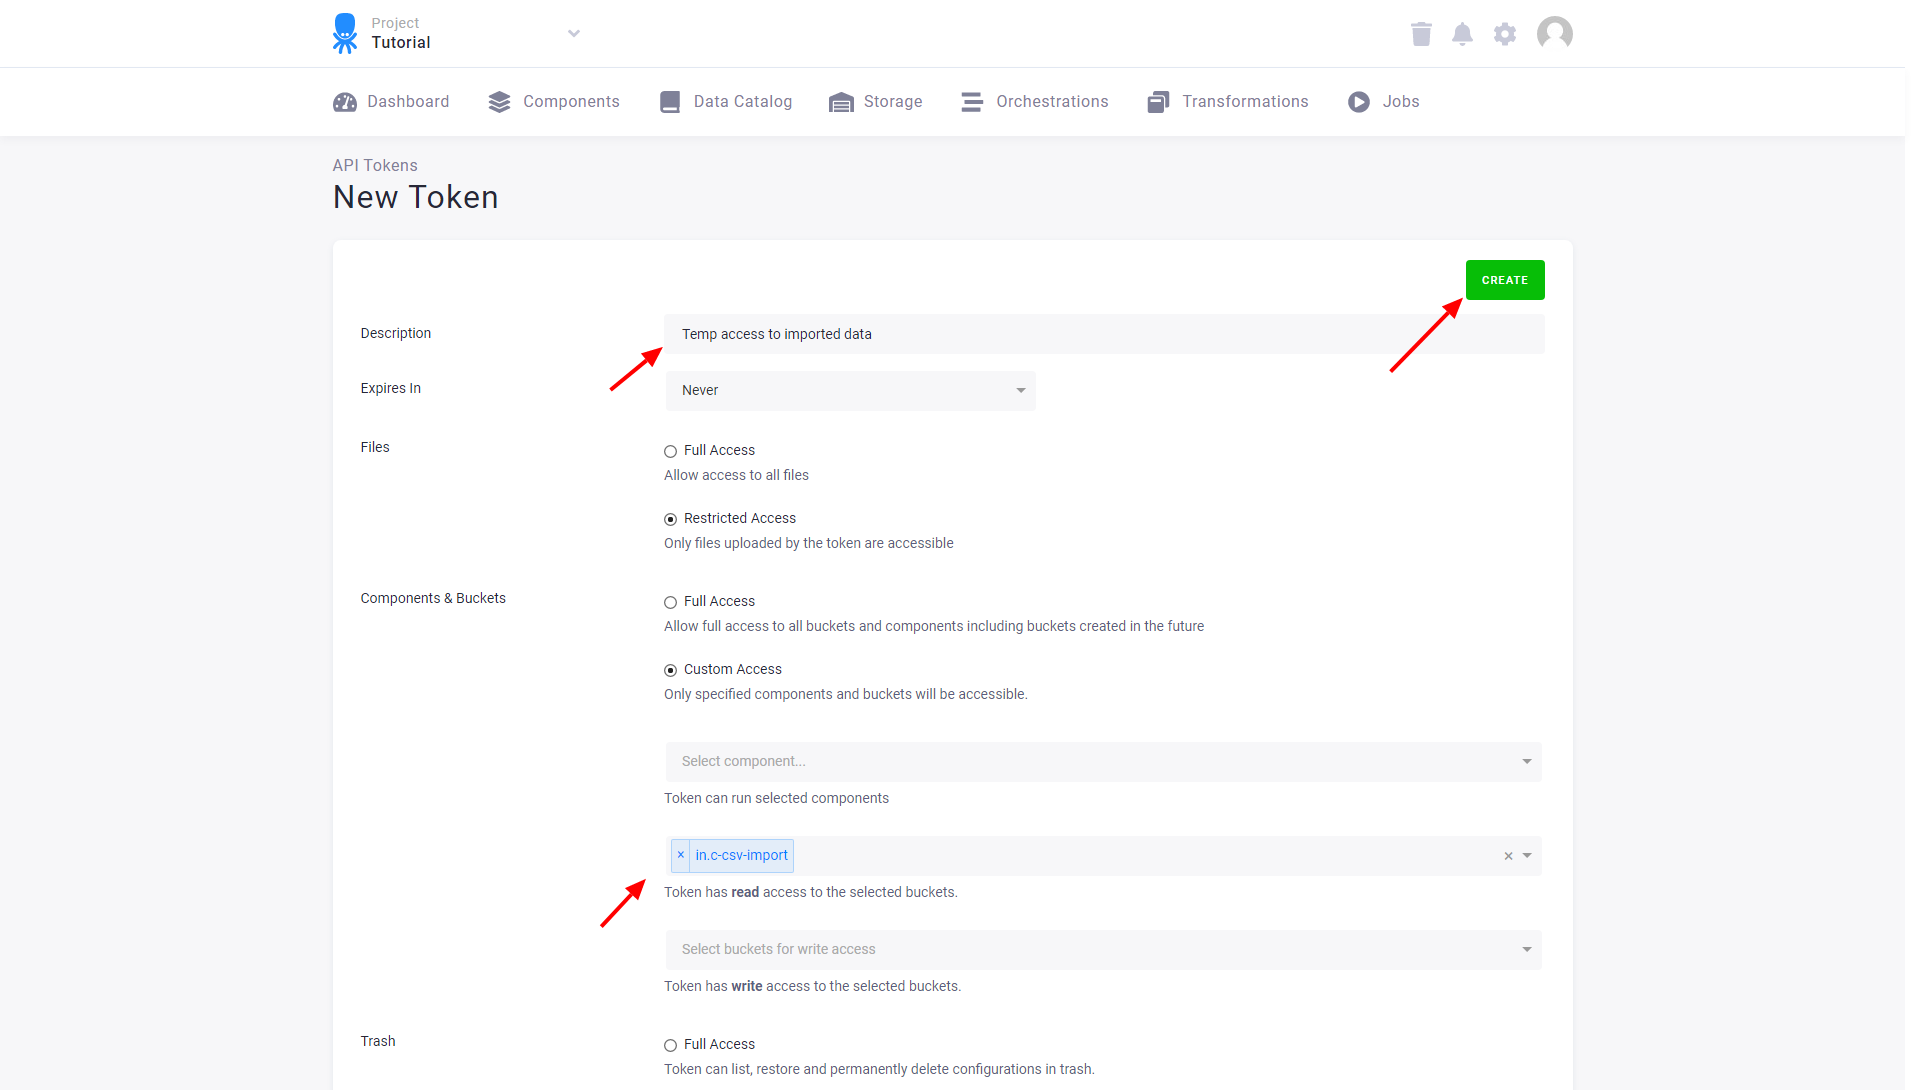 Project
Tutorial
Dashboard Components Data Catalog Storage Orchestrations Transformations Jobs
API Tokens
New Token
CREATE
Description Temp access to imported data
Expires In Never
Files Full Access
Allow access to all files
Restricted Access
Only files uploaded by the token are accessible
Components & Buckets Full Access
Allow full access to all buckets and components including buckets created in the future
Custom Access
Only specified components and buckets will be accessible.
Select component...
Token can run selected components
× in.c-csv-import ×
Token has read access to the selected buckets.
Select buckets for write access
Token has write access to the selected buckets.
Trash Full Access
Token can list, restore and permanently delete configurations in trash.